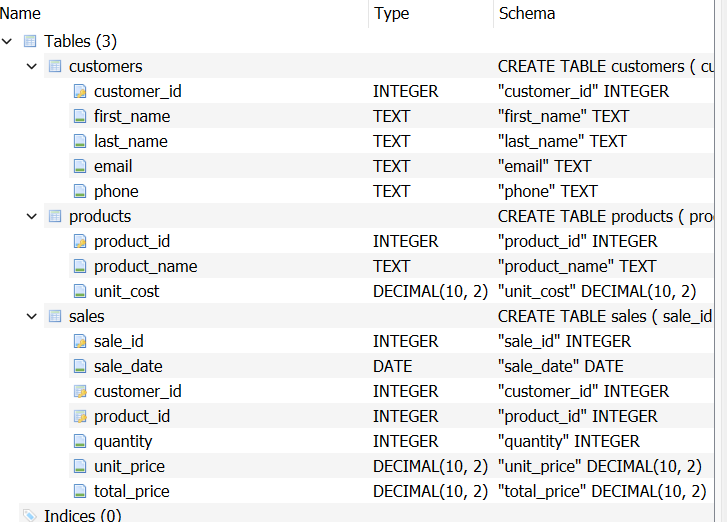 Name Type Schema
Tables (3)
customers CREATE TABLE customers ( cu
customer_id INTEGER "customer_id" INTEGER
first_name TEXT "first_name" TEXT
last_name TEXT "last_name" TEXT
email TEXT "email" TEXT
phone TEXT "phone" TEXT
products CREATE TABLE products ( pro
product_id INTEGER "product_id" INTEGER
product_name TEXT "product_name" TEXT
unit_cost DECIMAL(10, 2) "unit_cost" DECIMAL(10, 2)
sales CREATE TABLE sales ( sale_id
sale_id INTEGER "sale_id" INTEGER
sale_date DATE "sale_date" DATE
customer_id INTEGER "customer_id" INTEGER
product_id INTEGER "product_id" INTEGER
quantity INTEGER "quantity" INTEGER
unit_price DECIMAL(10, 2) "unit_price" DECIMAL(10, 2)
total_price DECIMAL(10, 2) "total_price" DECIMAL(10, 2)
Indices (0)